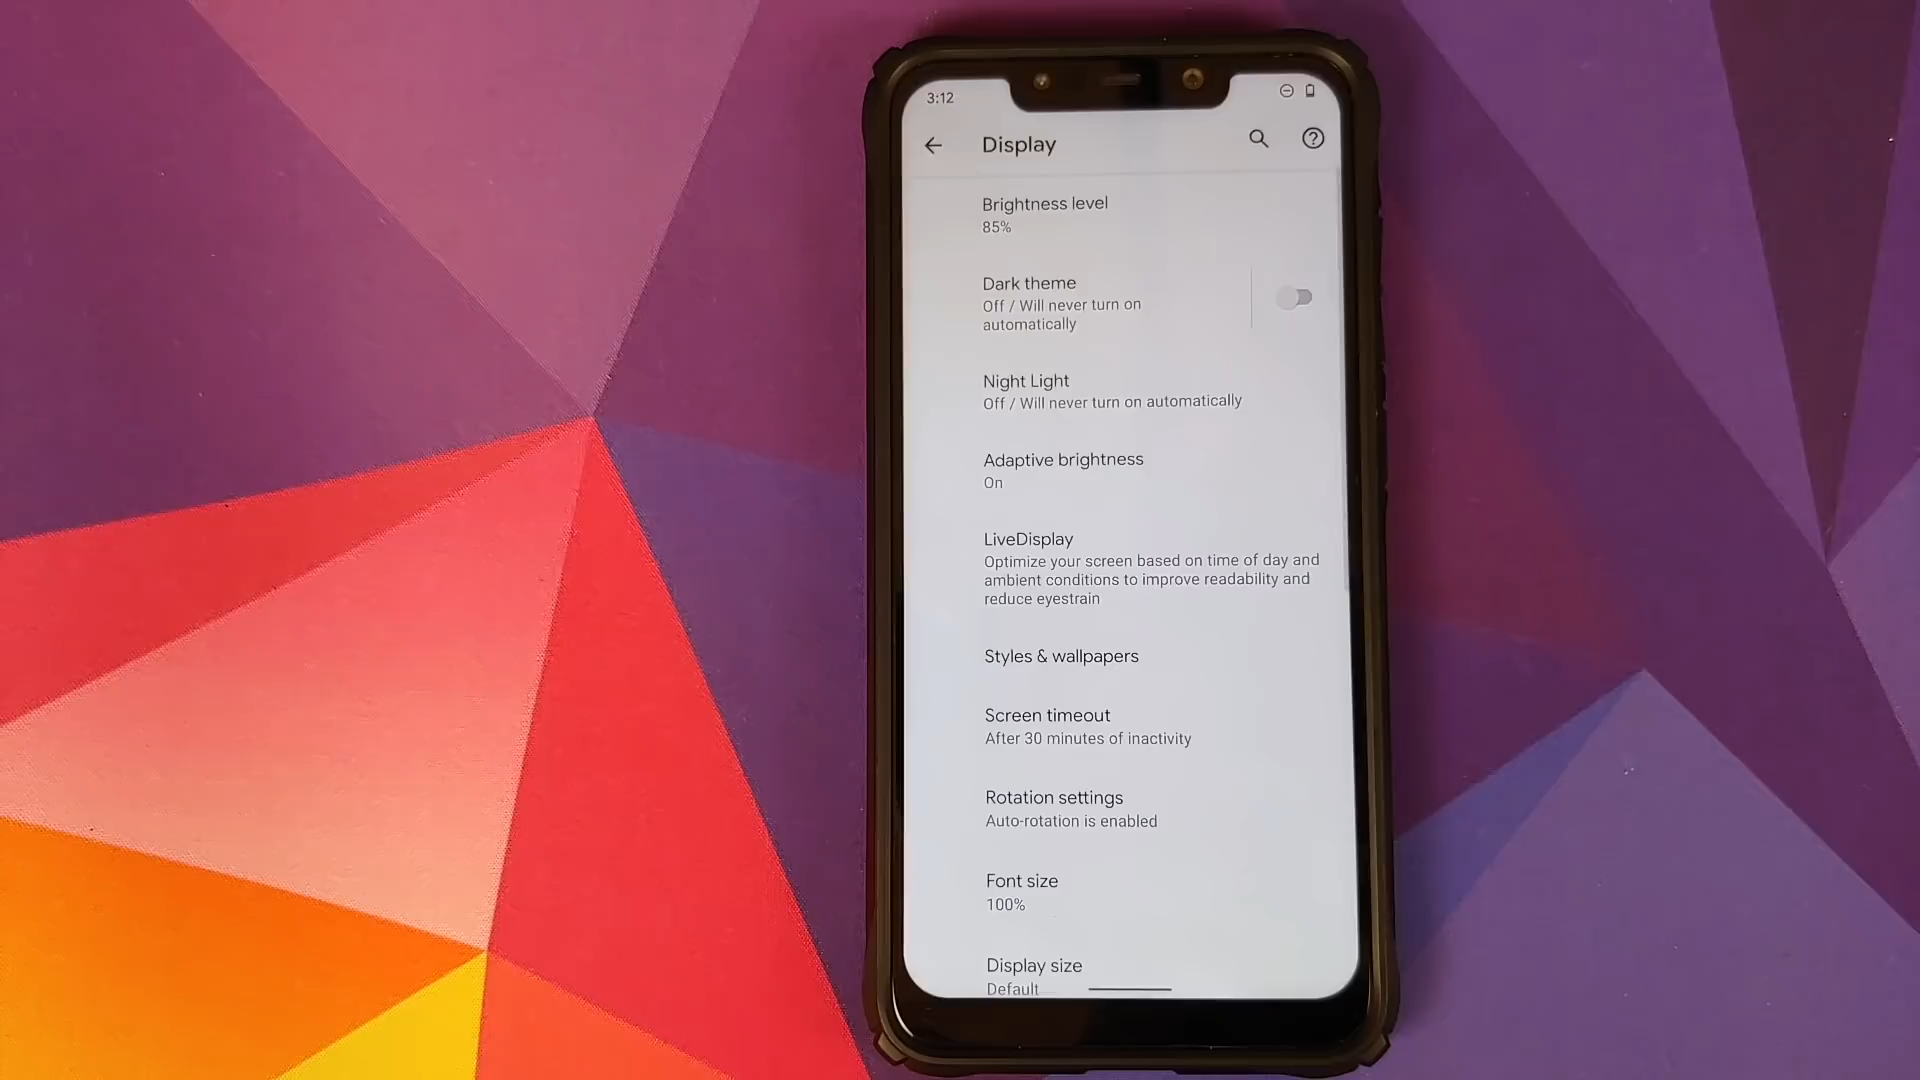 3:12
Display
Brightness level
85%
Dark theme
Off / Will never turn on
automatically
Night Light
Off / Will never turn on automatically
Adaptive brightness
On
LiveDisplay
Optimize your screen based on time of day and
ambient conditions to improve readability and
reduce eyestrain
Styles & wallpapers
Screen timeout
After 30 minutes of inactivity
Rotation settings
Auto-rotation is enabled
Font size
100%
Display size
Default